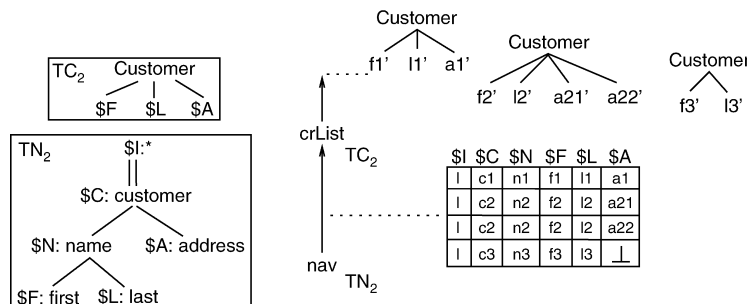 TC2 Customer
$F $L $A
TN2 $I:*
$C: customer
$N: name $A: address
$F: first $L: last
Customer
f1' l1' a1'
Customer
f2' l2' a21' a22'
Customer
f3' l3'
crList
TC2
nav
TN2
$I $C $N $F $L $A
l c1 n1 f1 l1 a1
l c2 n2 f2 l2 a21
l c2 n2 f2 l2 a22
l c3 n3 f3 l3 ⊥